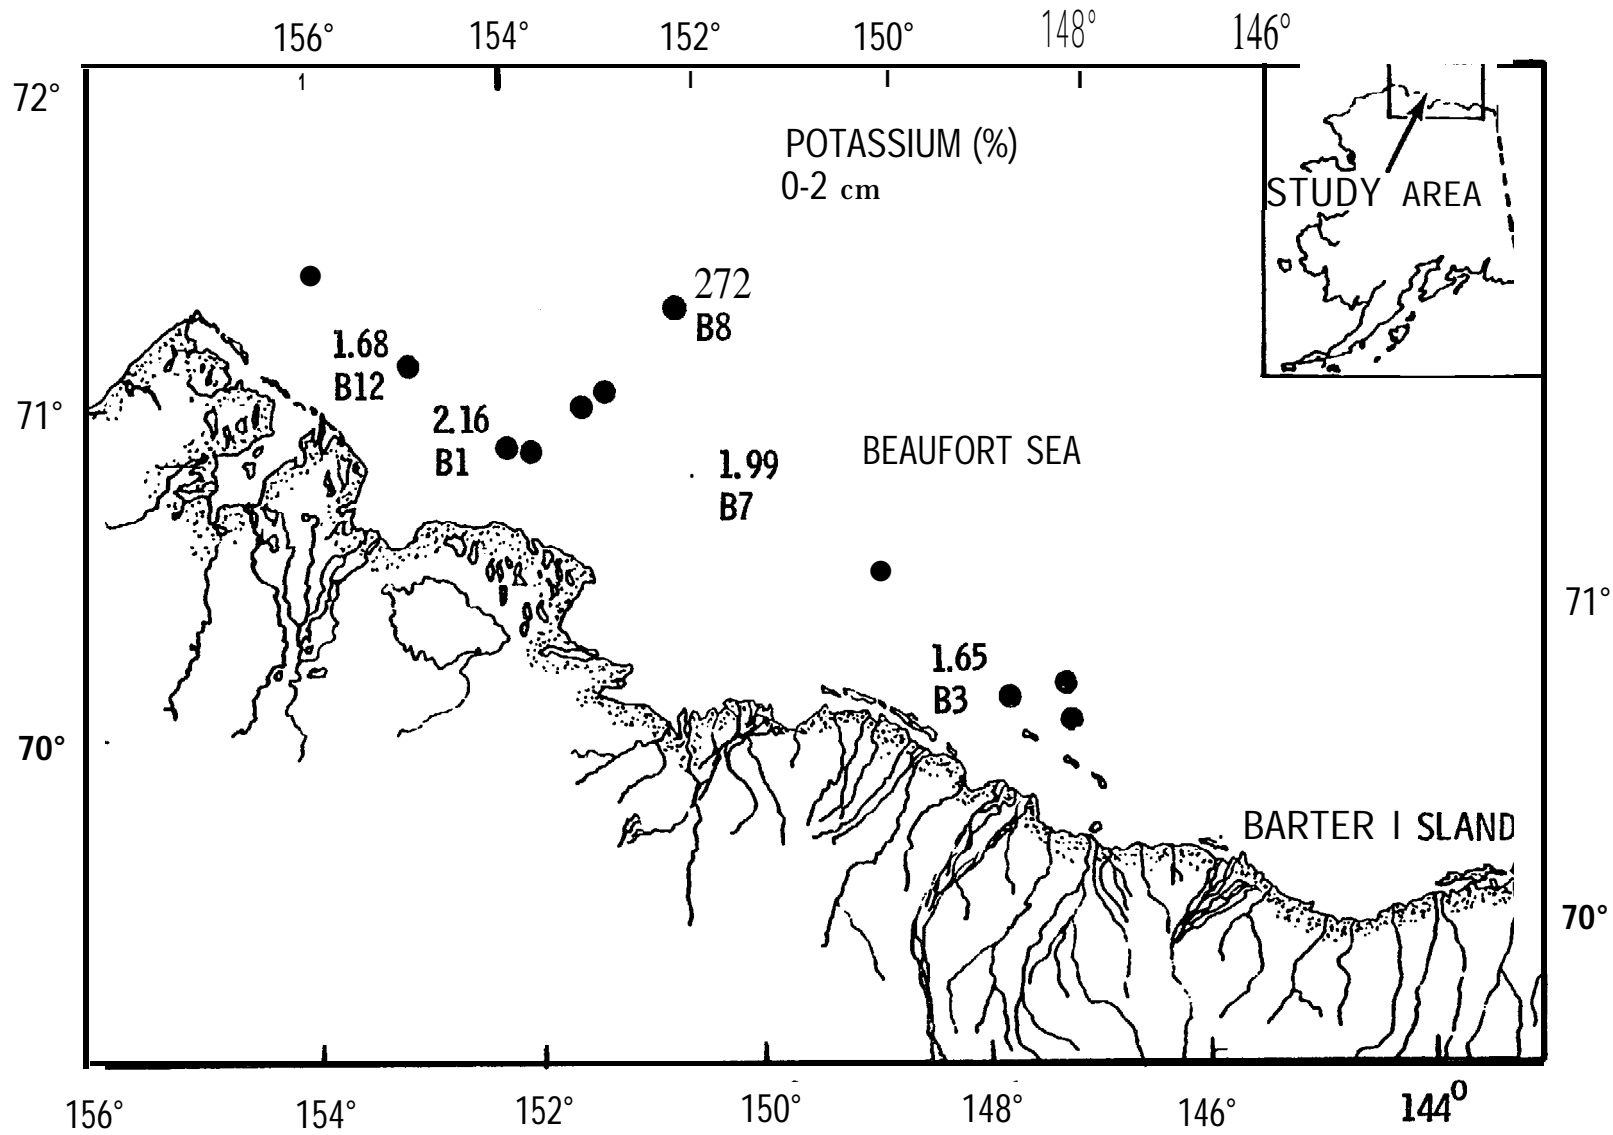 156° 154° 152° 150° 148° 146°
72°
POTASSIUM (%)
0-2 cm
STUDY AREA
272
B8
1.68
B12
71°
2.16
B1
BEAUFORT SEA
1.99
B7
71°
1.65
B3
70°
BARTER I SLAND
70°
156° 154° 152° 150° 148° 146° 144°